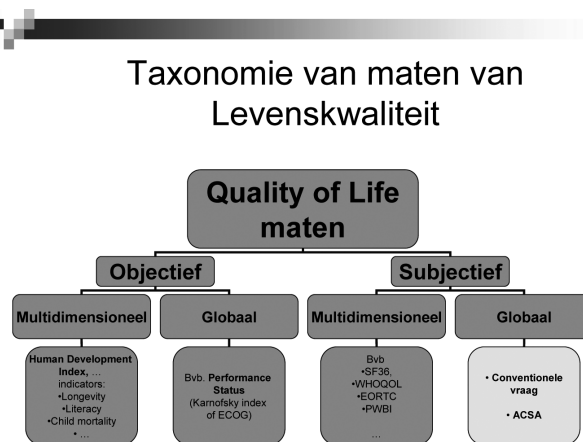 Taxonomie van maten van
Levenskwaliteit
Quality of Life
maten
Objectief
Subjectief
Multidimensioneel
Globaal
Multidimensioneel
Globaal
Human Development
Index, …
indicators:
•Longevity
•Literacy
•Child mortality
• …
Bvb. Performance
Status
(Karnofsky index
of ECOG)
Bvb
•SF36,
•WHOQOL
•EORTC
•PWBI
…
• Conventionele
vraag
• ACSA